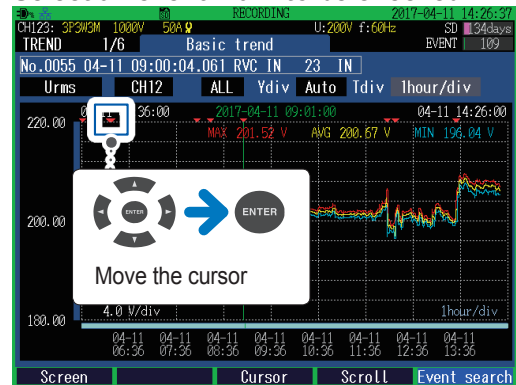 RECORDING 2017-04-11 14:26:37
CH123: 3P3W3M 1000V 50A U:200V f:60Hz SD 34days
TREND 1/6 Basic trend EVENT 109
No.0055 04-11 09:00:04.061 RVC IN 23 IN
Urms CH12 ALL Ydiv Auto Tdiv 1hour/div
36:00 2017-04-11 09:01:00 04-11 14:26:00
220.00 MAX 201.52 V AVG 200.67 V MIN 196.04 V
ENTER ENTER
200.00
Move the cursor
4.0 V/div 1hour/div
180.00
04-11 04-11 04-11 04-11 04-11 04-11 04-11 04-11
06:36 07:36 08:36 09:36 10:36 11:36 12:36 13:36
Screen Cursor Scroll Event search